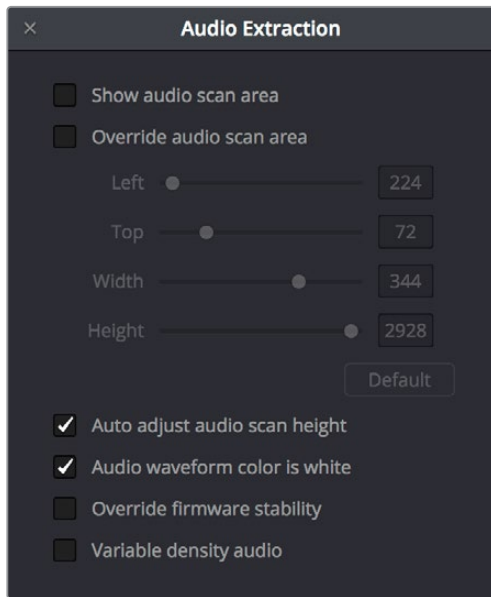 Audio Extraction
Show audio scan area
Override audio scan area
Left 224
Top 72
Width 344
Height 2928
Default
Auto adjust audio scan height
Audio waveform color is white
Override firmware stability
Variable density audio